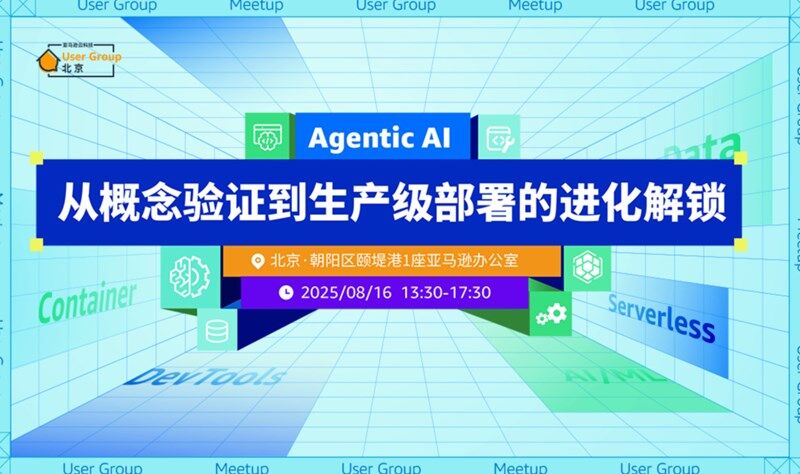 User Group Meetup User Group Meetup User Group
亚马逊云科技
User Group
北京
Agentic AI
Data
从概念验证到生产级部署的进化解锁
北京·朝阳区颐堤港1座亚马逊办公室
2025/08/16 13:30-17:30
Container
Serverless
DevTools
AI/ML
User Group Meetup User Group Meetup User Group